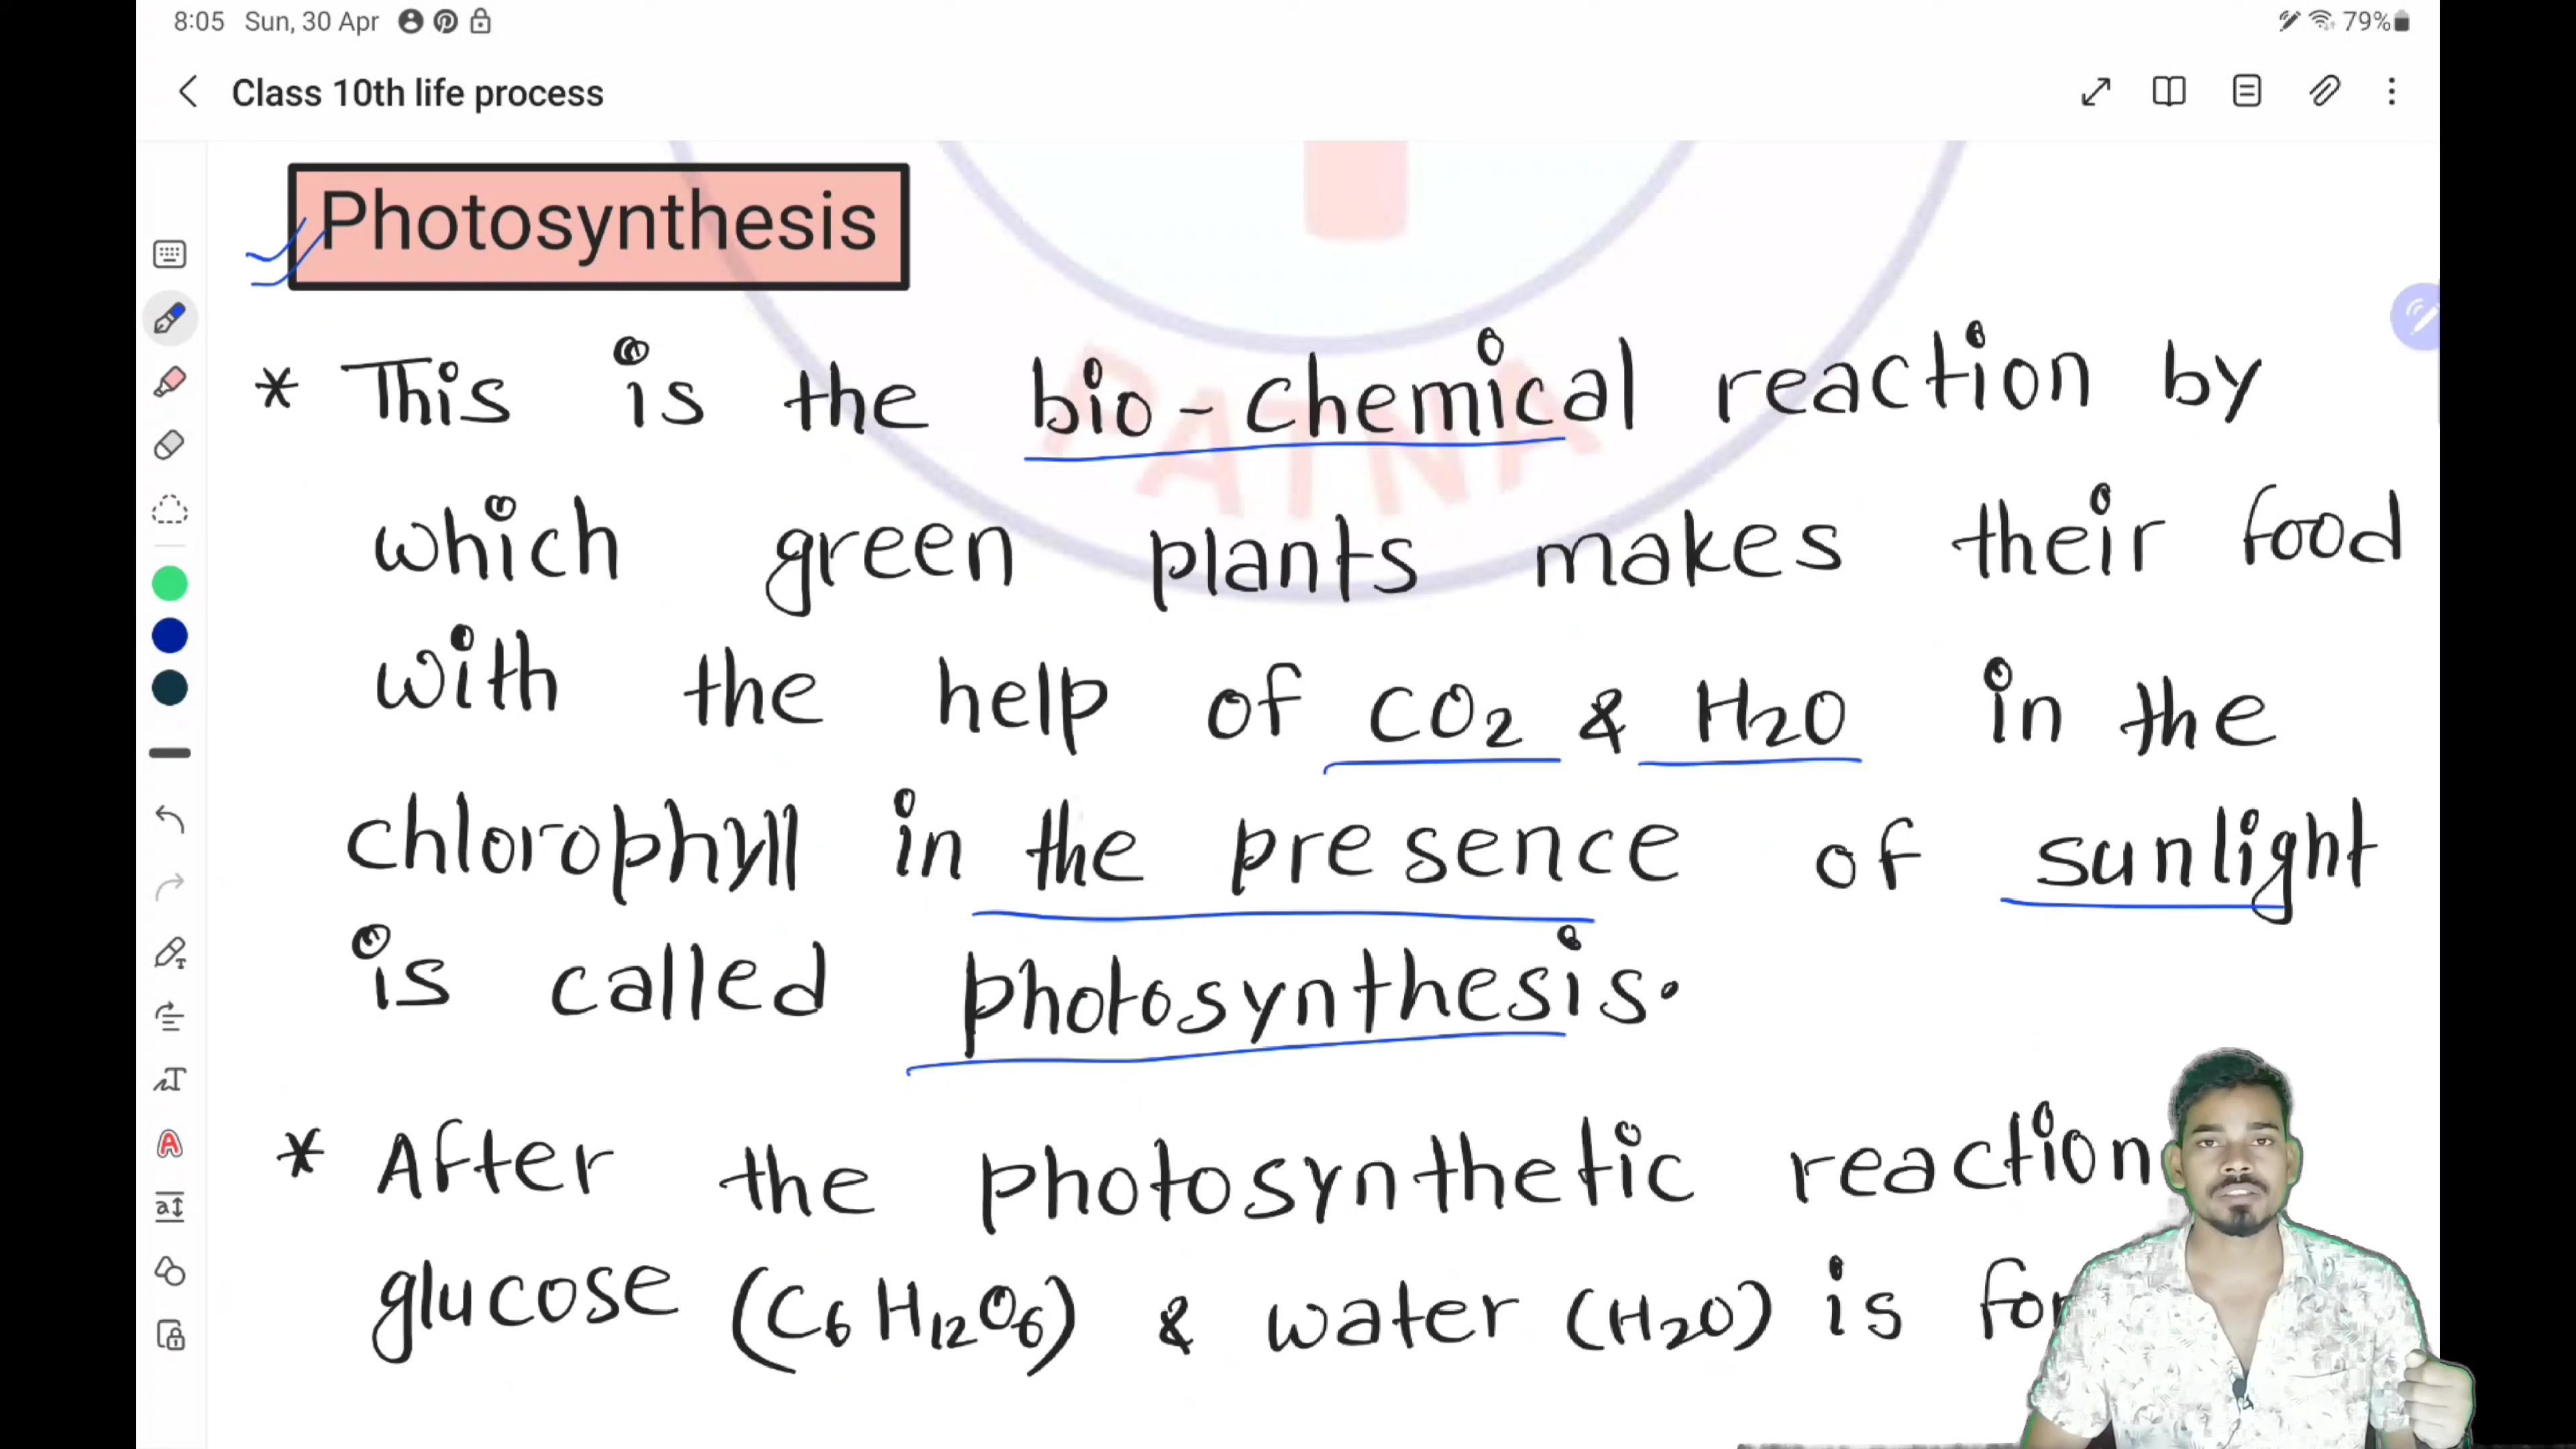 8:05 Sun, 30 Apr 79%
Class 10th life process
Photosynthesis
* This is the bio-chemical reaction by
which green plants makes their food
with the help of CO2 & H2O in the
chlorophyll in the presence of sunlight
is called photosynthesis.
* After the photosynthetic reaction
glucose (C6H12O6) & water (H2O) is for
PATNA